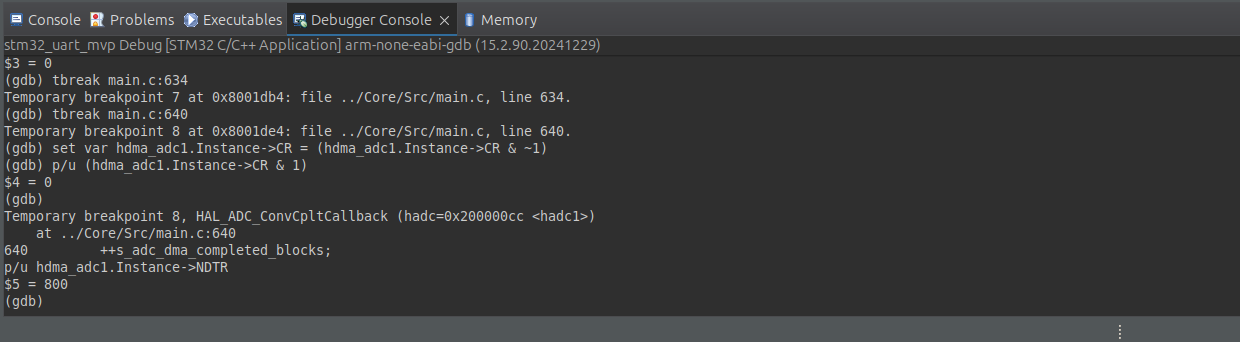 Console Problems Executables Debugger Console Memory
stm32_uart_mvp Debug [STM32 C/C++ Application] arm-none-eabi-gdb (15.2.90.20241229)
$3 = 0
(gdb) tbreak main.c:634
Temporary breakpoint 7 at 0x8001db4: file ../Core/Src/main.c, line 634.
(gdb) tbreak main.c:640
Temporary breakpoint 8 at 0x8001de4: file ../Core/Src/main.c, line 640.
(gdb) set var hdma_adc1.Instance->CR = (hdma_adc1.Instance->CR & ~1)
(gdb) p/u (hdma_adc1.Instance->CR & 1)
$4 = 0
(gdb)
Temporary breakpoint 8, HAL_ADC_ConvCpltCallback (hadc=0x200000cc <hadc1>)
    at ../Core/Src/main.c:640
640         ++s_adc_dma_completed_blocks;
p/u hdma_adc1.Instance->NDTR
$5 = 800
(gdb)